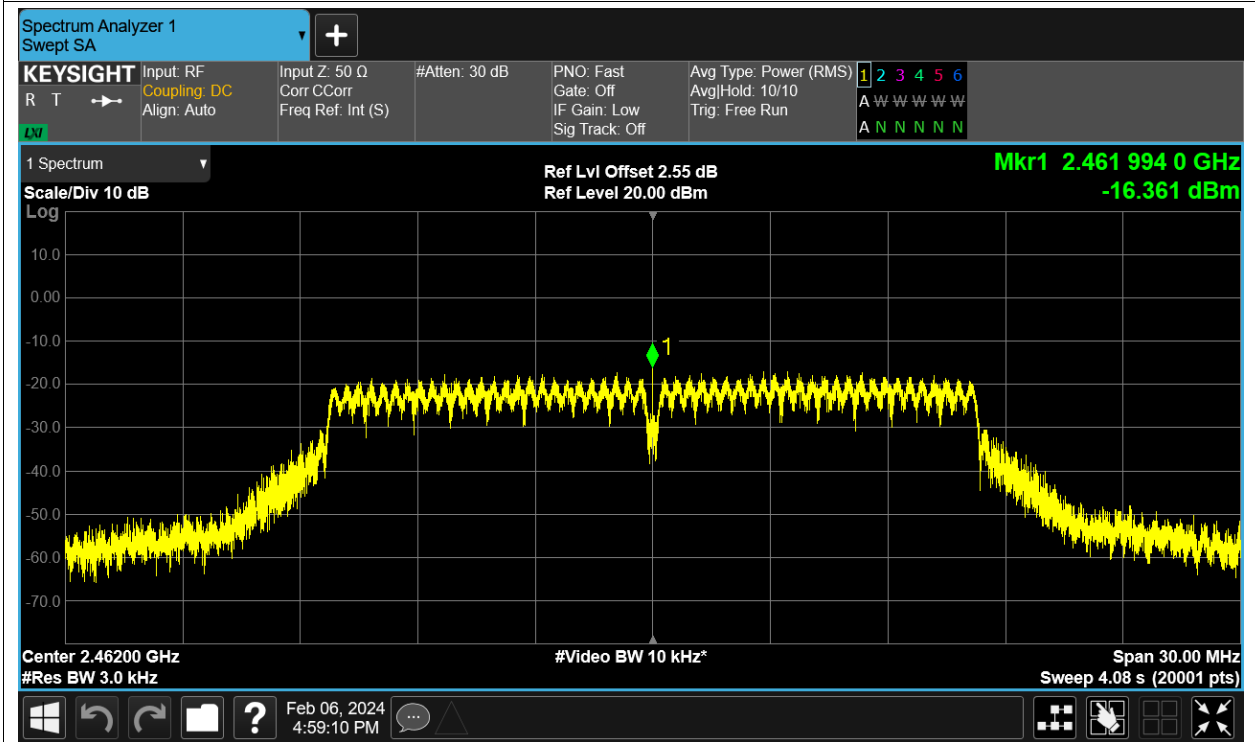 Spectrum Analyzer 1
Swept SA
+
KEYSIGHT
R T
LXI
Input: RF
Coupling: DC
Align: Auto
Input Z: 50 Ω
Corr CCorr
Freq Ref: Int (S)
#Atten: 30 dB
PNO: Fast
Gate: Off
IF Gain: Low
Sig Track: Off
Avg Type: Power (RMS)
Avg|Hold: 10/10
Trig: Free Run
1 2 3 4 5 6
A W W W W W
A N N N N N
1 Spectrum
Scale/Div 10 dB
Log
Ref Lvl Offset 2.55 dB
Ref Level 20.00 dBm
Mkr1 2.461 994 0 GHz
-16.361 dBm
10.0
0.00
-10.0
-20.0
-30.0
-40.0
-50.0
-60.0
-70.0
1
Center 2.46200 GHz
#Res BW 3.0 kHz
#Video BW 10 kHz*
Span 30.00 MHz
Sweep 4.08 s (20001 pts)
?
Feb 06, 2024
4:59:10 PM